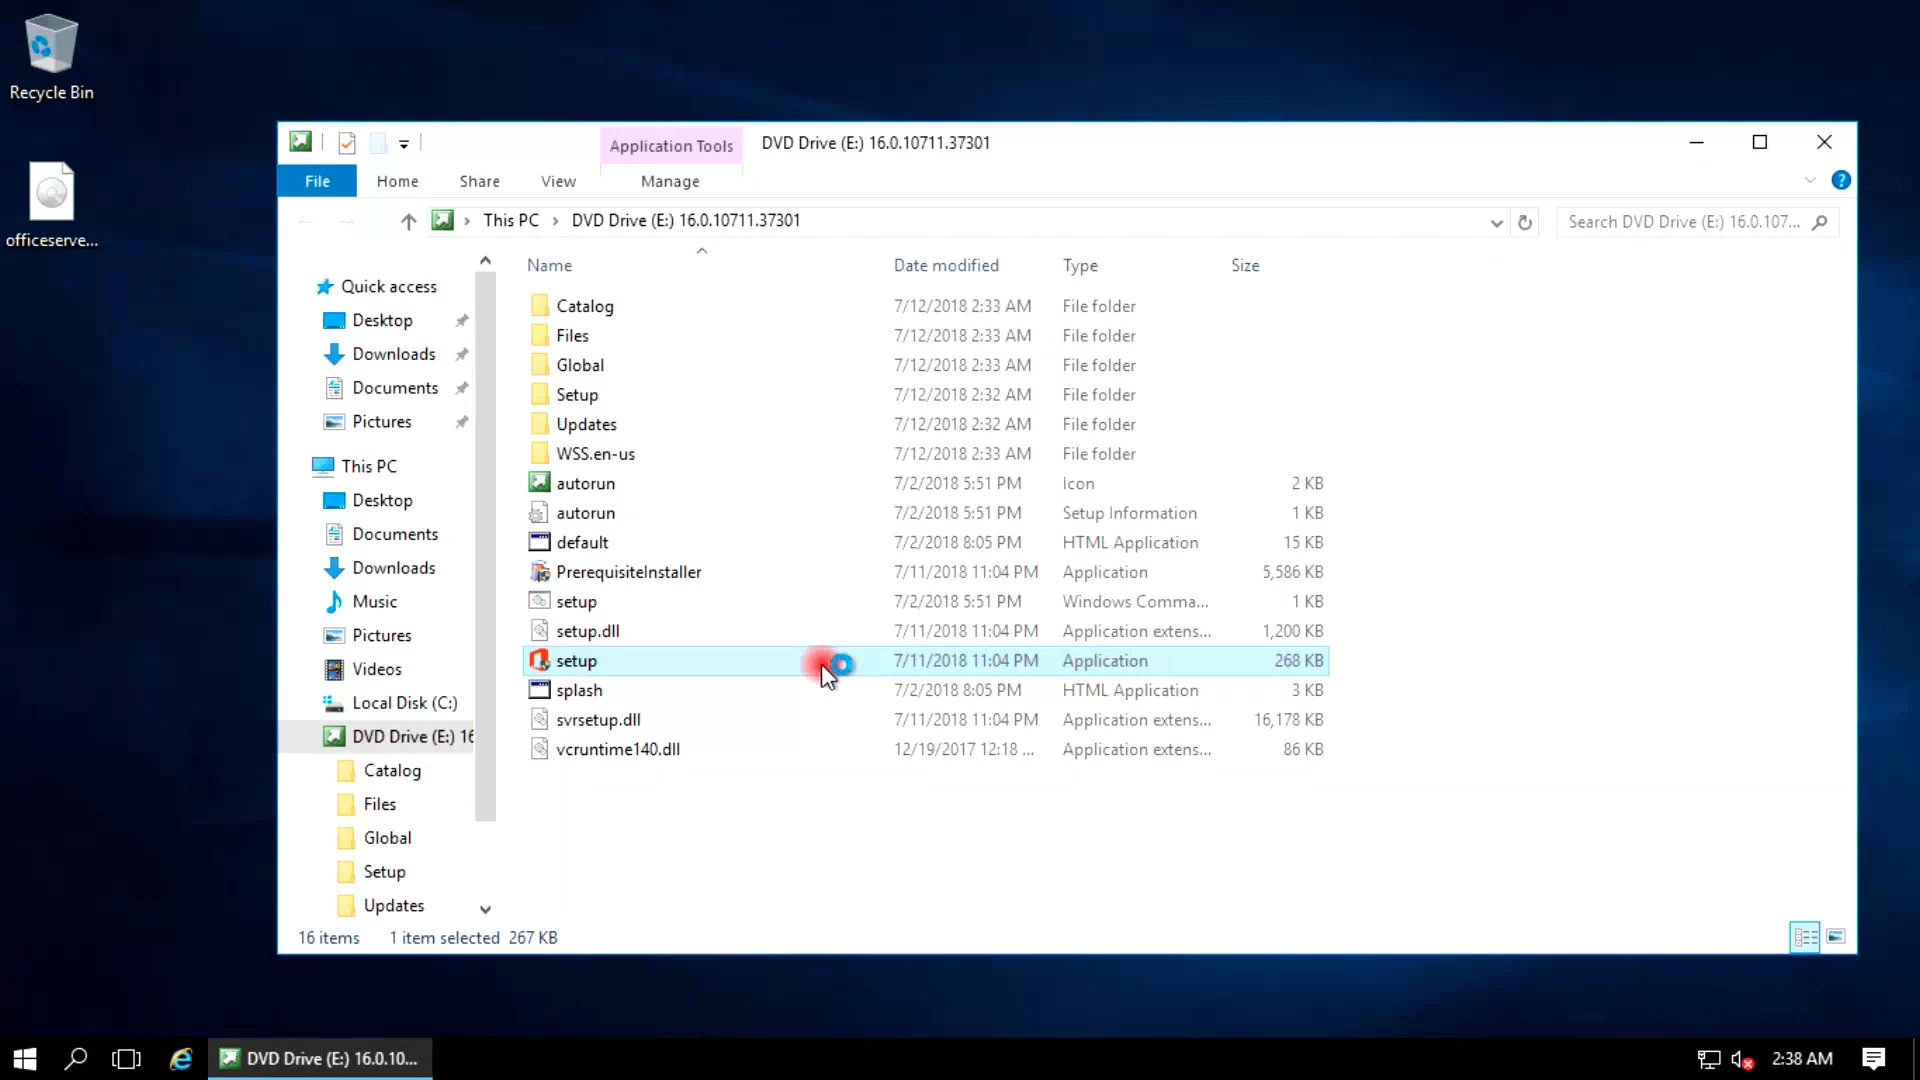 Recycle Bin
officeserve...
Application Tools
DVD Drive (E:) 16.0.10711.37301
File Home Share View Manage
This PC DVD Drive (E:) 16.0.10711.37301
Search DVD Drive (E:) 16.0.107...
Quick access
Desktop
Downloads
Documents
Pictures
This PC
Desktop
Documents
Downloads
Music
Pictures
Videos
Local Disk (C:)
DVD Drive (E:) 16
Catalog
Files
Global
Setup
Updates
Name Date modified Type Size
Catalog 7/12/2018 2:33 AM File folder
Files 7/12/2018 2:33 AM File folder
Global 7/12/2018 2:33 AM File folder
Setup 7/12/2018 2:32 AM File folder
Updates 7/12/2018 2:32 AM File folder
WSS.en-us 7/12/2018 2:33 AM File folder
autorun 7/2/2018 5:51 PM Icon 2 KB
autorun 7/2/2018 5:51 PM Setup Information 1 KB
default 7/2/2018 8:05 PM HTML Application 15 KB
PrerequisiteInstaller 7/11/2018 11:04 PM Application 5,586 KB
setup 7/2/2018 5:51 PM Windows Comma... 1 KB
setup.dll 7/11/2018 11:04 PM Application extens... 1,200 KB
setup 7/11/2018 11:04 PM Application 268 KB
splash 7/2/2018 8:05 PM HTML Application 3 KB
svrsetup.dll 7/11/2018 11:04 PM Application extens... 16,178 KB
vcruntime140.dll 12/19/2017 12:18 ... Application extens... 86 KB
16 items 1 item selected 267 KB
DVD Drive (E:) 16.0.10...
2:38 AM